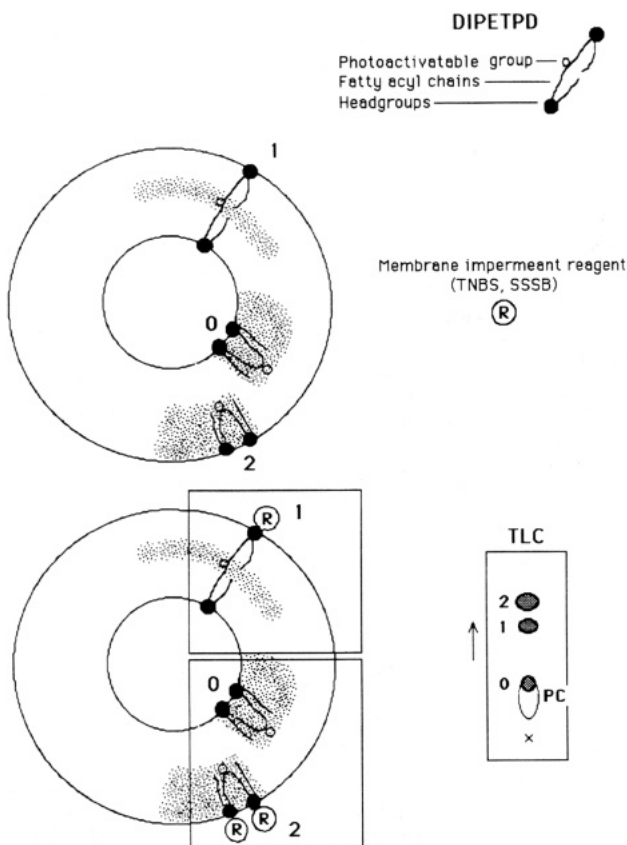 DIPETPD
Photoactivatable group
Fatty acyl chains
Headgroups
1
Membrane impermeant reagent
(TNBS, SSSB)
R
0
2
R
1
TLC
2
1
0
0
PC
×
R
R
2